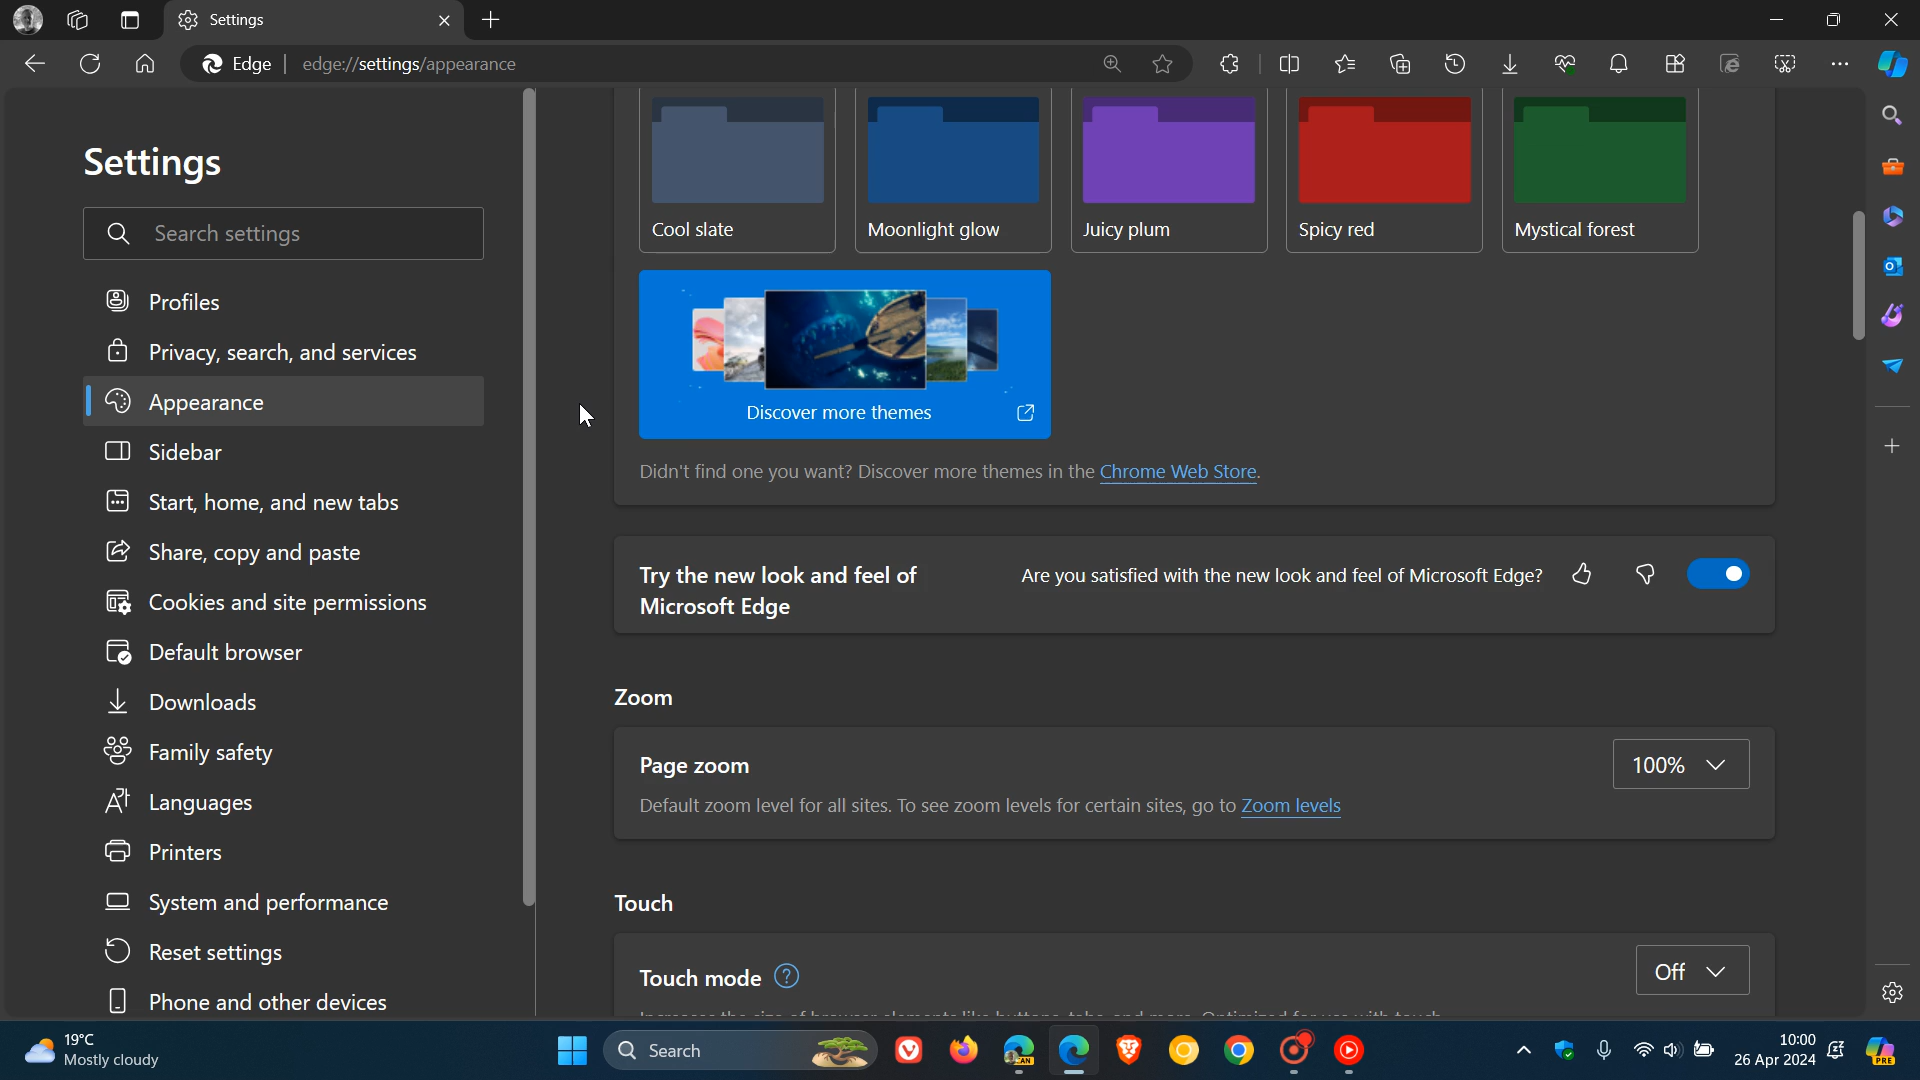 Settings
Edge
edge://settings/appearance
Settings
Search settings
Profiles
Privacy, search, and services
Appearance
Sidebar
Start, home, and new tabs
Share, copy and paste
Cookies and site permissions
Default browser
Downloads
Family safety
Languages
Printers
System and performance
Reset settings
Phone and other devices
Cool slate
Moonlight glow
Juicy plum
Spicy red
Mystical forest
Discover more themes
Didn't find one you want? Discover more themes in the Chrome Web Store.
Try the new look and feel of
Microsoft Edge
Are you satisfied with the new look and feel of Microsoft Edge?
Zoom
Page zoom
100%
Default zoom level for all sites. To see zoom levels for certain sites, go to Zoom levels
Touch
Touch mode
Off
19°C
Mostly cloudy
Search
CAN
10:00
26 Apr 2024
PRE